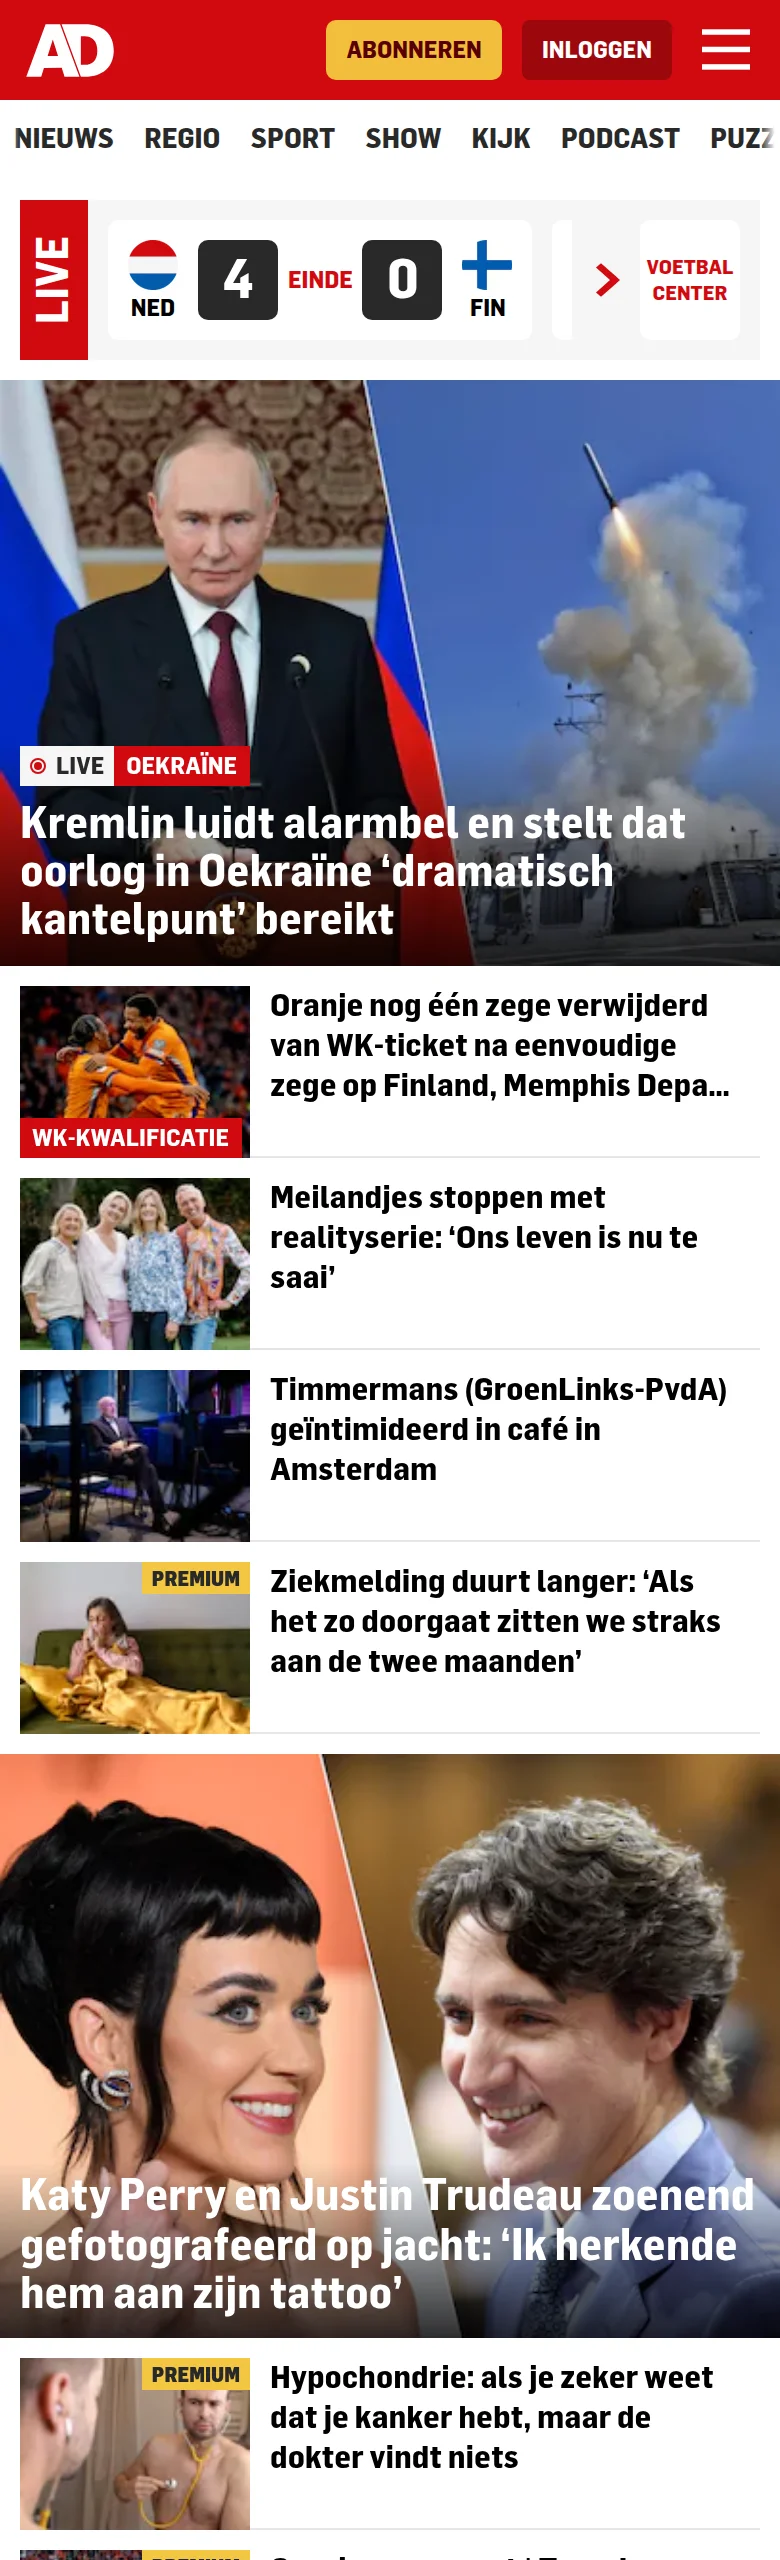 AD
ABONNEREN
INLOGGEN
NIEUWS REGIO SPORT SHOW KIJK PODCAST PUZZ
LIVE
NED
4
EINDE
0
FIN
VOETBAL
CENTER
LIVE OEKRAÏNE
Kremlin luidt alarmbel en stelt dat
oorlog in Oekraïne ‘dramatisch
kantelpunt’ bereikt
WK-KWALIFICATIE
Oranje nog één zege verwijderd
van WK-ticket na eenvoudige
zege op Finland, Memphis Depa...
Meilandjes stoppen met
realityserie: ‘Ons leven is nu te
saai’
Timmermans (GroenLinks-PvdA)
geïntimideerd in café in
Amsterdam
PREMIUM
Ziekmelding duurt langer: ‘Als
het zo doorgaat zitten we straks
aan de twee maanden’
Katy Perry en Justin Trudeau zoenend
gefotografeerd op jacht: ‘Ik herkende
hem aan zijn tattoo’
PREMIUM
Hypochondrie: als je zeker weet
dat je kanker hebt, maar de
dokter vindt niets